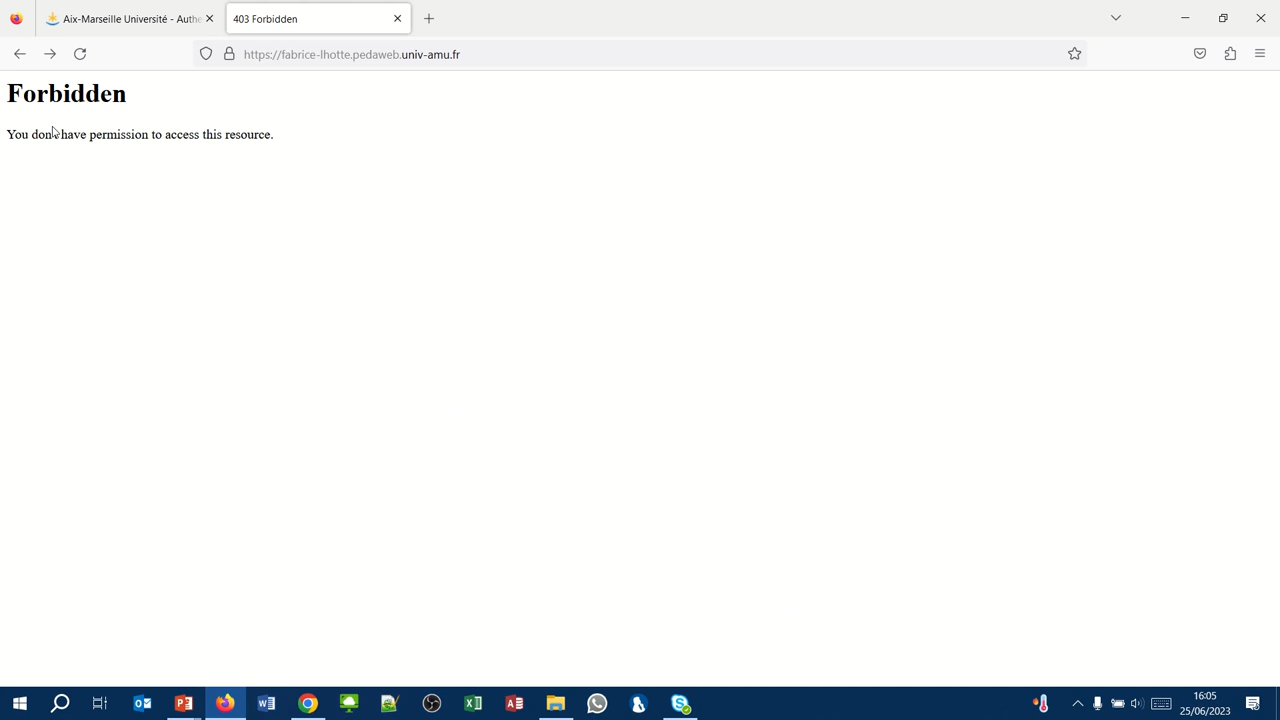 Aix-Marseille Université - Authe
403 Forbidden
https://fabrice-lhotte.pedaweb.univ-amu.fr
Forbidden
You don't have permission to access this resource.
16:05
25/06/2023